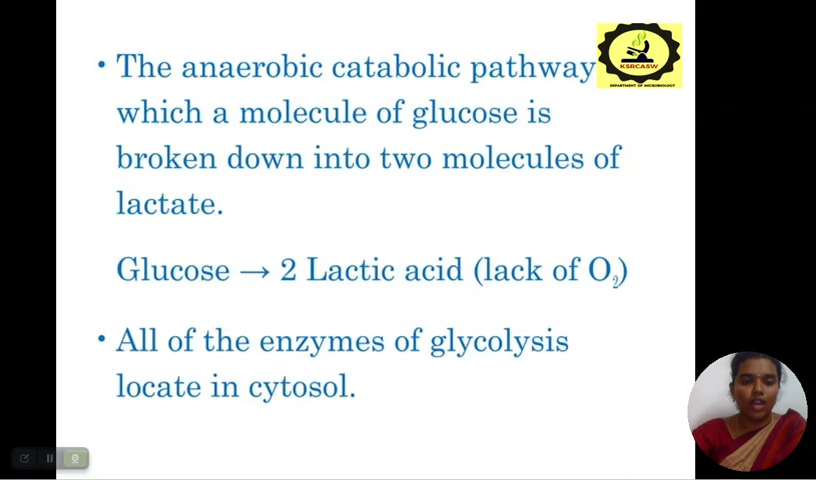 • The anaerobic catabolic pathway
which a molecule of glucose is
broken down into two molecules of
lactate.
Glucose → 2 Lactic acid (lack of O₂)
• All of the enzymes of glycolysis
locate in cytosol.
KSRCASW
DEPARTMENT OF MICROBIOLOGY